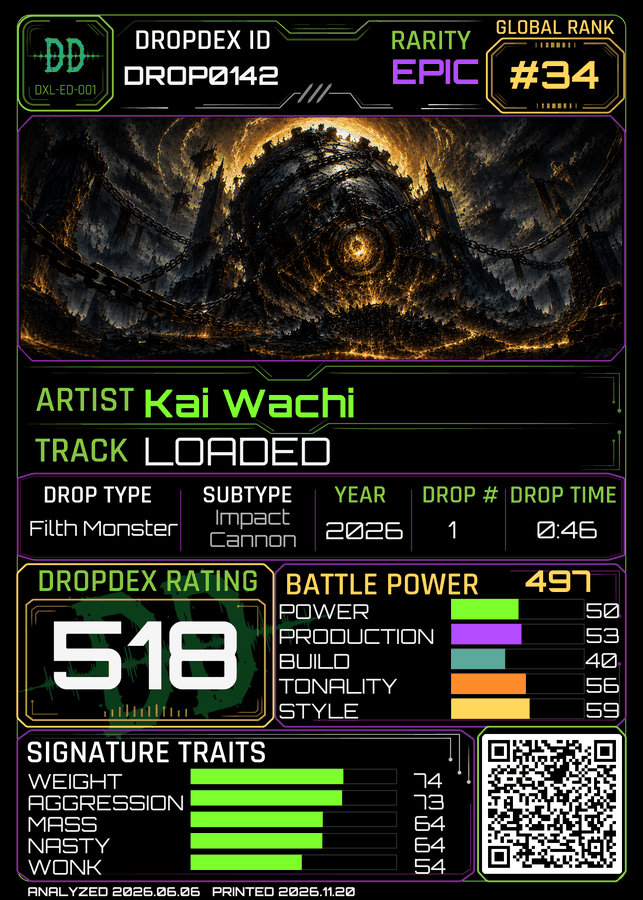 DD
DXL-ED-001
DROPDEX ID
DROP0142
RARITY
EPIC
GLOBAL RANK
#34
ARTIST Kai Wachi
TRACK LOADED
DROP TYPE
Filth Monster
SUBTYPE
Impact
Cannon
YEAR
2026
DROP #
1
DROP TIME
0:46
DROPDEX RATING
518
BATTLE POWER 497
POWER 50
PRODUCTION 53
BUILD 40
TONALITY 56
STYLE 59
SIGNATURE TRAITS
WEIGHT 74
AGGRESSION 73
MASS 64
NASTY 64
WONK 54
ANALYZED 2026.06.06 PRINTED 2026.11.20